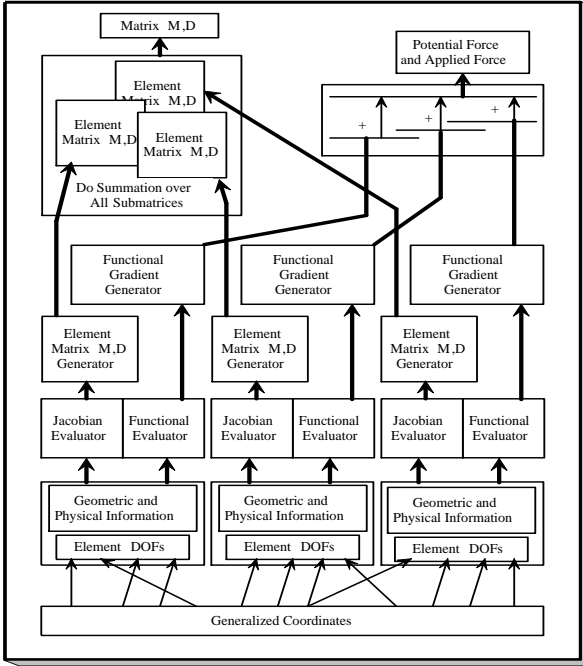 Matrix M,D
Potential Force
and Applied Force
Element
Matrix M,D
Element
Matrix M,D
Element
Matrix M,D
+
+
+
Do Summation over
All Submatrices
Functional
Gradient
Generator
Functional
Gradient
Generator
Functional
Gradient
Generator
Element
Matrix M,D
Generator
Element
Matrix M,D
Generator
Element
Matrix M,D
Generator
Jacobian
Evaluator
Functional
Evaluator
Jacobian
Evaluator
Functional
Evaluator
Jacobian
Evaluator
Functional
Evaluator
Geometric and
Physical Information
Geometric and
Physical Information
Geometric and
Physical Information
Element DOFs
Element DOFs
Element DOFs
Generalized Coordinates